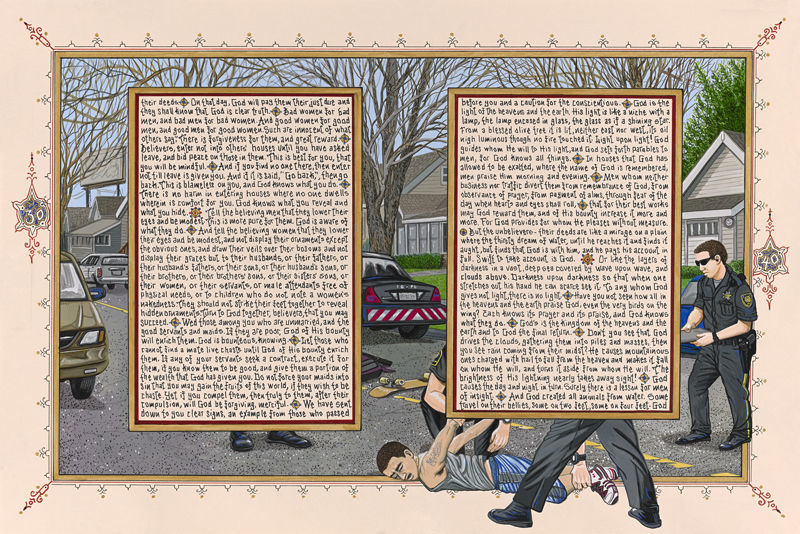 their deeds. On that day, God will pay them their just due and
they shall know that God is clear truth. Bad women for bad
men, and bad men for bad women. And good women for good
men, and good men for good women. Such are innocent of what
others say. There is forgiveness for them, and great reward.
Believers, enter not into others' houses until you have asked
leave, and bid peace on those in them. This is best for you, that
you will be mindful. And if you find no one there, then enter
not till leave is given you. And if it is said, "Go back", then go
back. This is blameless on you, and God knows what you do.
There is no harm in entering houses where no one dwells
wherein is comfort for you. God knows what you reveal and
what you hide. Tell the believing men that they lower their
eyes and be modest. This is more pure for them. God is aware of
what they do. And tell the believing women that they lower
their eyes and be modest, and not display their ornaments except
the obvious ones, and draw their veils over their bosoms and not
display their graces but to their husbands, or their fathers, or
their husband's fathers, or their sons, or their husband's sons, or
their brothers, or their brothers' sons, or their sisters' sons, or
their women, or their servants, or male attendants free of
physical needs, or to children who do not note a women's
nakedness. They should not strike their feet together to reveal
hidden ornaments. Turn to God together, believers, that you may
succeed. Wed those among you who are unmarried, and the
good servants and maids. If they are poor, God of His bounty
will enrich them. God is bounteous, knowing. Let those who
cannot find a match live chaste until God of His bounty enrich
them. If any of your servants seek a contract, execute it for
them, if you know them to be good, and give them a portion of
the wealth that God has given you. Do not force your maids into
sin that you may gain the fruits of this world, if they wish to be
chaste. Yet if you compel them, then truly to them, after their
compulsion, will God be forgiving, merciful. We have sent
down to you clear signs, an example from those who passed
before you and a caution for the conscientious. God is the
light of the heavens and the earth. His light is like a niche with a
lamp, the lamp encased in glass, the glass as if a shining star.
From a blessed olive tree it is lit, neither east nor west, its oil
nigh luminous though no fire touched it. Light upon light! God
guides whom He will to His light, and God sets forth parables to
men, for God knows all things. In houses that God has
allowed to be exalted, where the name of God is remembered,
men praise Him morning and evening. Men whom neither
business nor traffic divert them from remembrance of God, from
observance of prayer, from payment of alms, through fear of the
day when hearts and eyes shall roll, that for their best works
may God reward them, and of His bounty increase it more and
more. For God provides for whom He pleases without measure.
But the unbelievers - their deeds are like a mirage on a plain
where the thirsty dream of water, until he reaches it and finds it
aught, but finds that God is with him, and he pays his account in
full. Swift to take account is God. Or like the layers of
darkness in a vast, deep sea covered by wave upon wave, and
clouds above. Darkness upon darkness so that when one
stretches out his hand he can scarce see it. To any whom God
gives not light, there is no light. Have you not seen how all in
the heavens and the earth praise God, even the very birds on the
wing? Each knows its prayer and its praise, and God knows
what they do. God's is the kingdom of the heavens and the
earth and to God the final return. Don't you see that God
drives the clouds, gathering them into piles and masses, then
you see rain coming from their midst? He causes mountainous
ones charged with hail to fall from the heaven and makes it fall
on whom He will, and turns it aside from whom He will. The
brightness of His lightning nearly takes away sight! God
causes the day and night in turn. Surely there is a lesson for men
of insight. And God created all animals from water. Some
travel on their bellies, some on two feet, some on four feet. God